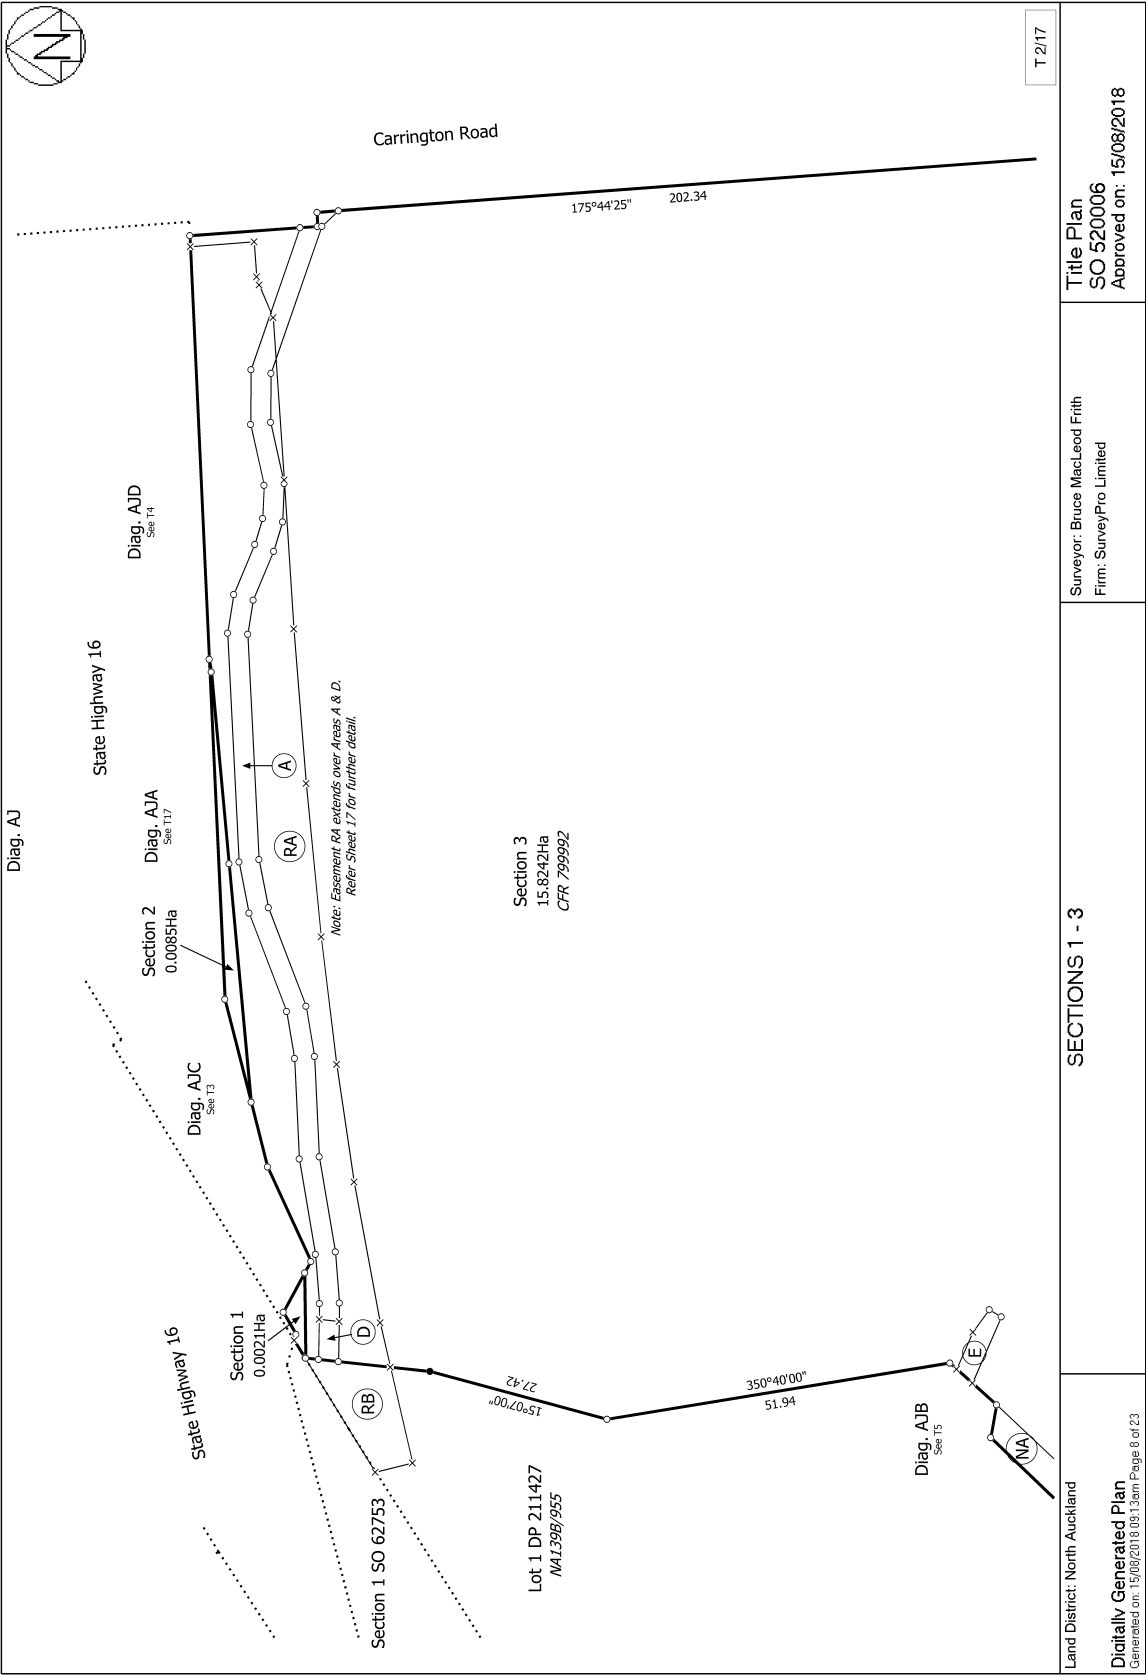 Diag. AJ
State Highway 16
State Highway 16
Carrington Road
Diag. AJC
See T3
Diag. AJA
See T17
Diag. AJD
See T4
Section 1
0.0021Ha
Section 2
0.0085Ha
Section 1 SO 62753
RB
D
RA
A
Note: Easement RA extends over Areas A & D.
Refer Sheet 17 for further detail.
27.42
15°07'00"
Lot 1 DP 211427
NA139B/955
Section 3
15.8242Ha
CFR 799992
175°44'25"
202.34
350°40'00"
51.94
Diag. AJB
See T5
E
NA
N
T 2/17
Land District: North Auckland
Digitally Generated Plan
Generated on: 15/08/2018 09:13am Page 8 of 23
SECTIONS 1 - 3
Surveyor: Bruce MacLeod Frith
Firm: SurveyPro Limited
Title Plan
SO 520006
Approved on: 15/08/2018